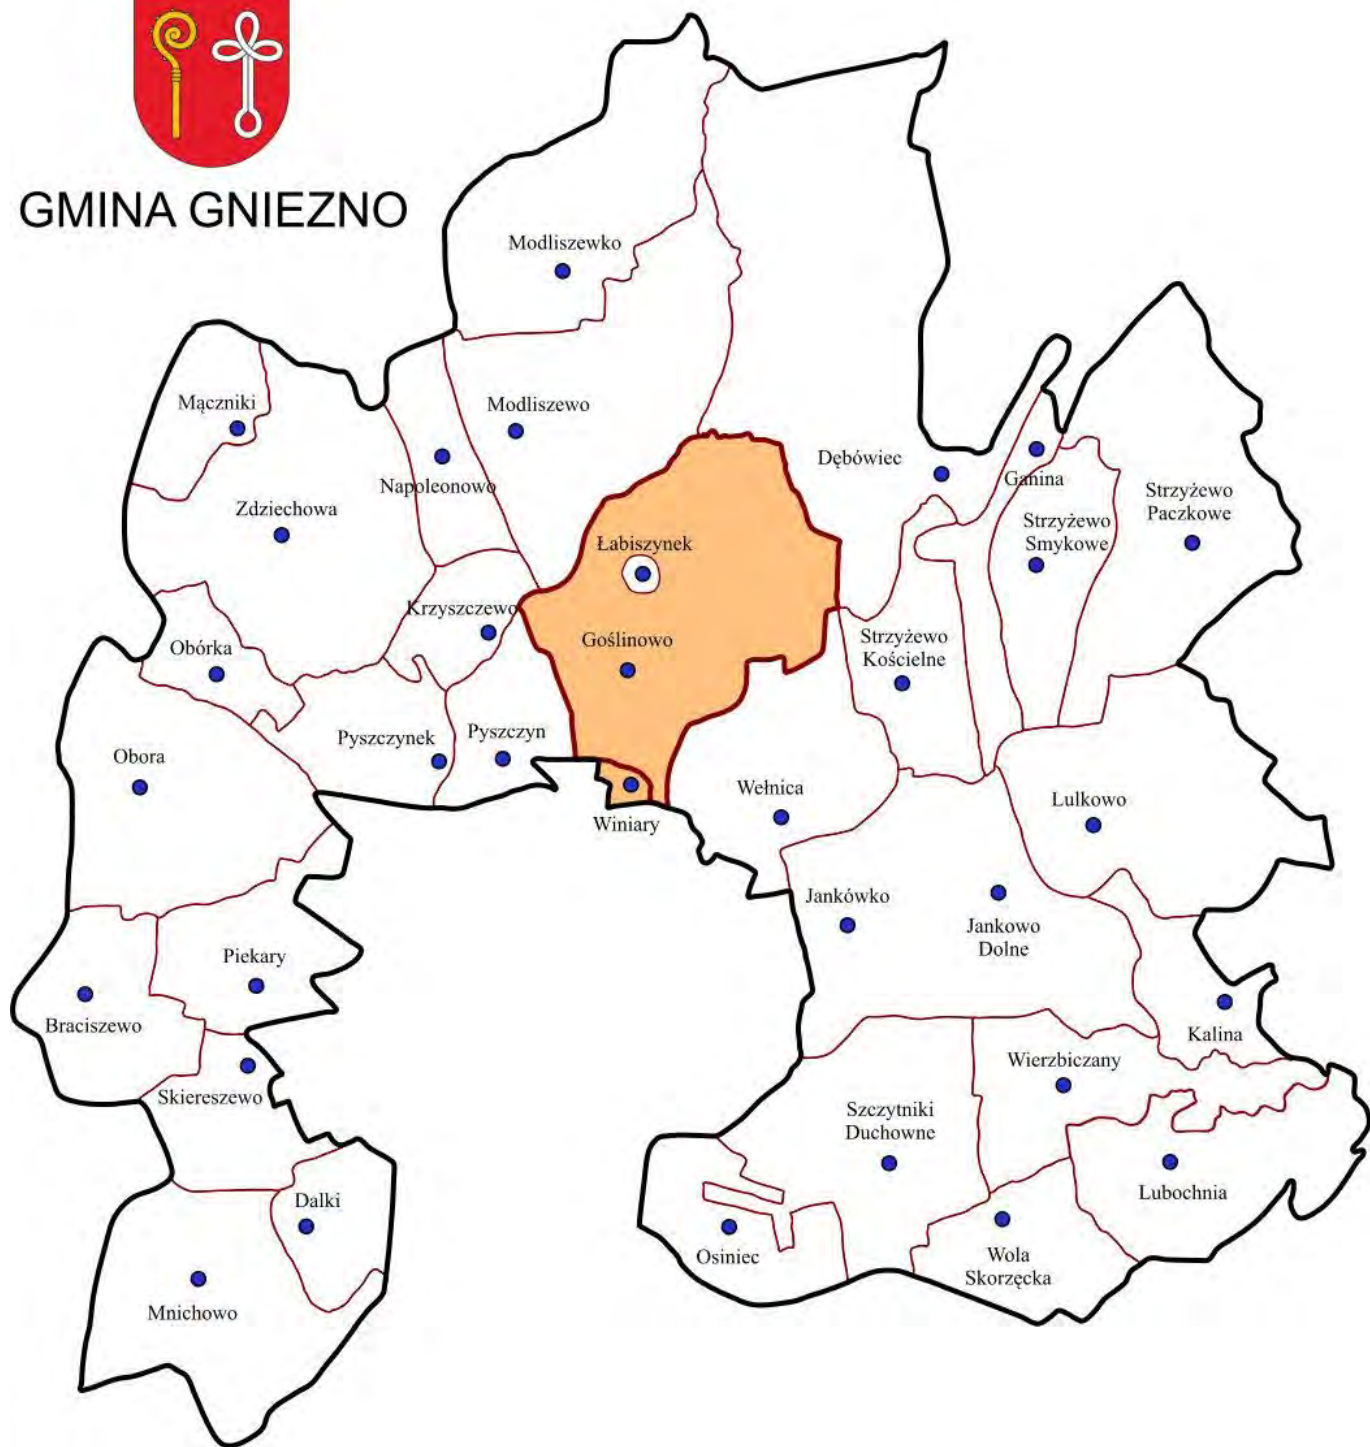 GMINA GNIEZNO
Modliszewko
Mączniki
Modliszewo
Napoleonowo
Dębówiec
Ganina
Strzyżewo
Paczkowe
Zdziechowa
Strzyżewo
Smykowe
Łabiszynek
Krzyszczewo
Obórka
Goślinowo
Strzyżewo
Kościelne
Pyszczynek
Pyszczyn
Obora
Wełnica
Lulkowo
Winiary
Jankówko
Jankowo
Dolne
Piekary
Braciszewo
Kalina
Skiereszewo
Wierzbiczany
Szczytniki
Duchowne
Dalki
Lubochnia
Osiniec
Wola
Skorzęcka
Mnichowo